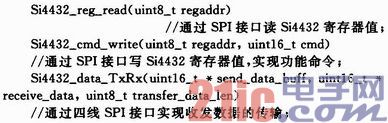 Si4432_reg_read(uint8_t regaddr)
//通过 SPI 接口读 Si4432 寄存器值;
Si4432_cmd_write(uint8_t regaddr, uint16_t cmd)
//通过 SPI 接口写 Si4432 寄存器值,实现功能命令;
Si4432_data_TxRx(uint16_t * send_data_buff, uint16_t *
receive_data, uint8_t transfer_data_len)
//通过四线 SPI 接口实现收发数据的传输;